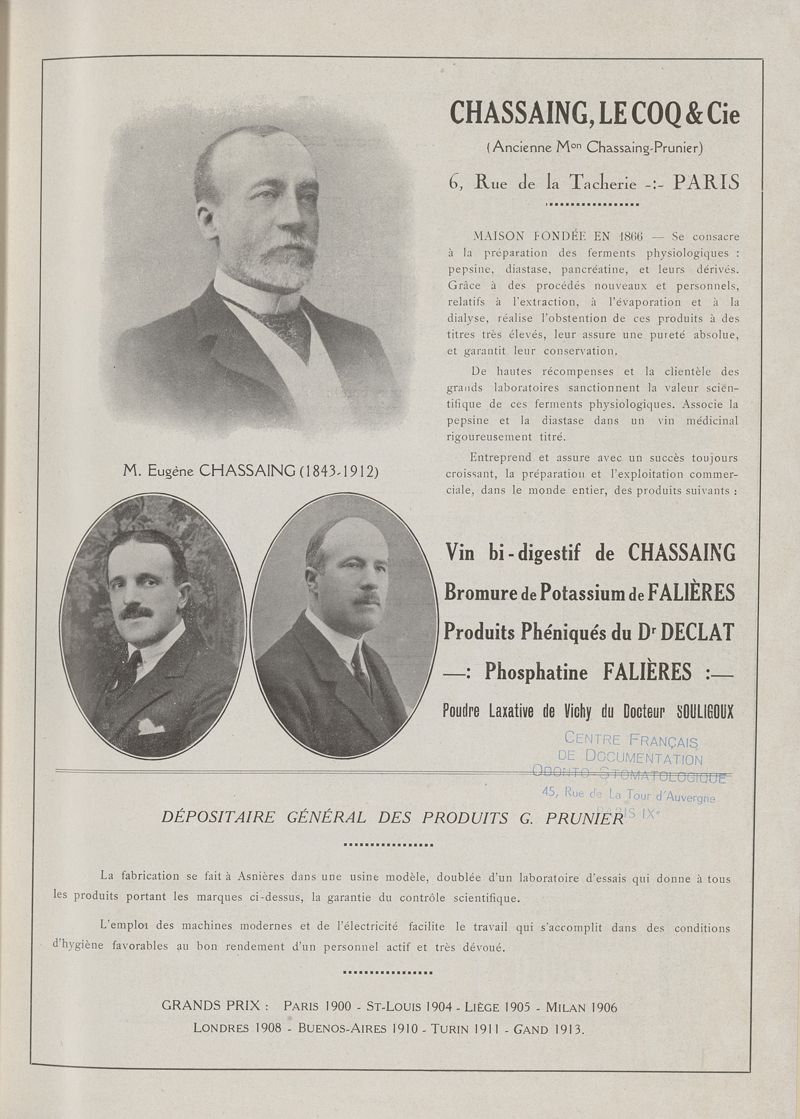 CHASSAING, LE COQ & Cie
(Ancienne Mon Chassaing-Prunier)
6, Rue de la Tacherie -:- PARIS
MAISON FONDÉE EN 1866 — Se consacre
à la préparation des ferments physiologiques :
pepsine, diastase, pancréatine, et leurs dérivés.
Grâce à des procédés nouveaux et personnels,
relatifs à l'extraction, à l'évaporation et à la
dialyse, réalise l'obstention de ces produits à des
titres très élevés, leur assure une pureté absolue,
et garantit leur conservation.
De hautes récompenses et la clientèle des
grands laboratoires sanctionnent la valeur scien-
tifique de ces ferments physiologiques. Associe la
pepsine et la diastase dans un vin médicinal
rigoureusement titré.
Entreprend et assure avec un succès toujours
croissant, la préparation et l'exploitation commer-
ciale, dans le monde entier, des produits suivants :
M. Eugène CHASSAING (1843-1912)
Vin bi-digestif de CHASSAING
Bromure de Potassium de FALIÈRES
Produits Phéniqués du Dr DECLAT
—: Phosphatine FALIÈRES :—
Poudre Laxative de Vichy du Docteur SOULIGOUX
CENTRE FRANÇAIS
DE DOCUMENTATION
ODONTO-STOMATOLOGIQUE
45, Rue de La Tour d'Auvergne
PARIS IXe
DÉPOSITAIRE GÉNÉRAL DES PRODUITS G. PRUNIER
La fabrication se fait à Asnières dans une usine modèle, doublée d'un laboratoire d'essais qui donne à tous
les produits portant les marques ci-dessus, la garantie du contrôle scientifique.
L'emploi des machines modernes et de l'électricité facilite le travail qui s'accomplit dans des conditions
d'hygiène favorables au bon rendement d'un personnel actif et très dévoué.
GRANDS PRIX : PARIS 1900 - ST-LOUIS 1904 - LIÈGE 1905 - MILAN 1906
LONDRES 1908 - BUENOS-AIRES 1910 - TURIN 1911 - GAND 1913.